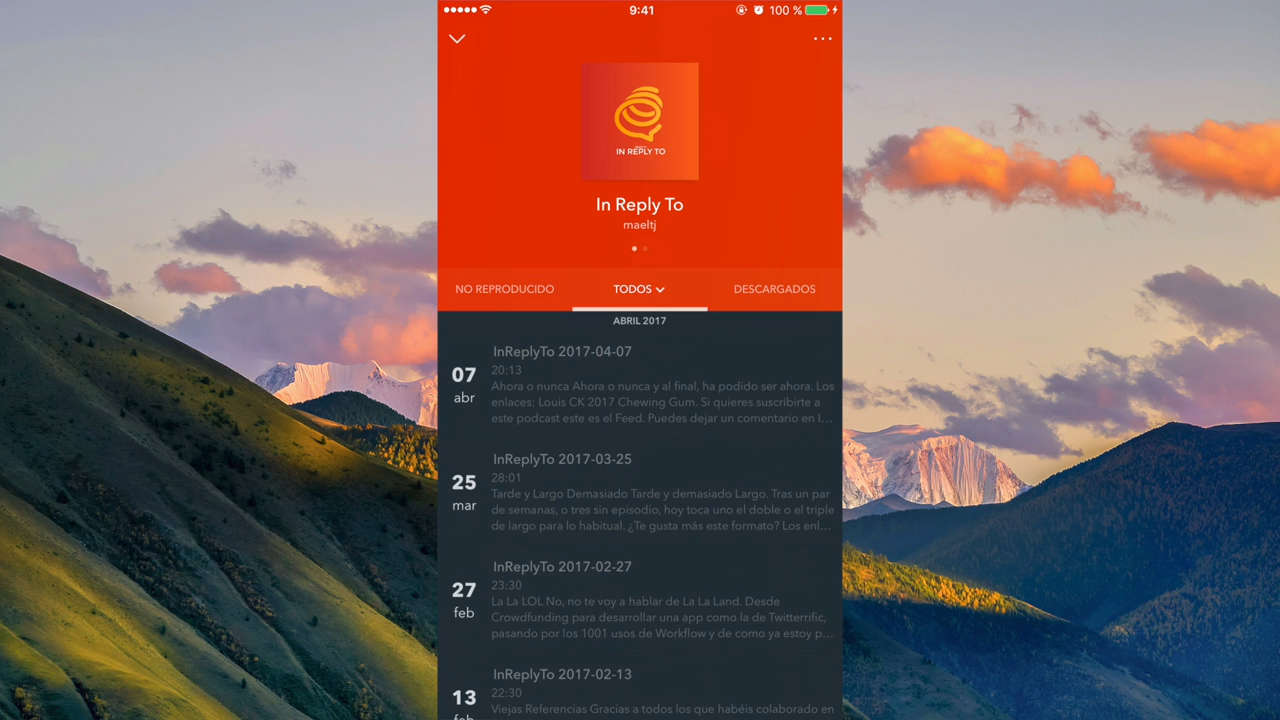 9:41
100 %
IN REPLY TO
In Reply To
maeltj
NO REPRODUCIDO
TODOS
DESCARGADOS
ABRIL 2017
InReplyTo 2017-04-07
20:13
07
abr
Ahora o nunca Ahora o nunca y al final, ha podido ser ahora. Los
enlaces: Louis CK 2017 Chewing Gum. Si quieres suscribirte a
este podcast este es el Feed. Puedes dejar un comentario en l…
InReplyTo 2017-03-25
28:01
25
mar
Tarde y Largo Demasiado Tarde y demasiado Largo. Tras un par
de semanas, o tres sin episodio, hoy toca uno el doble o el triple
de largo para lo habitual. ¿Te gusta más este formato? Los enl…
InReplyTo 2017-02-27
23:30
27
feb
La La LOL No, no te voy a hablar de La La Land. Desde
Crowdfunding para desarrollar una app como la de Twitterrific,
pasando por los 1001 usos de Workflow y de como ya estoy p…
InReplyTo 2017-02-13
22:30
13
feb
Viejas Referencias Gracias a todos los que habéis colaborado en